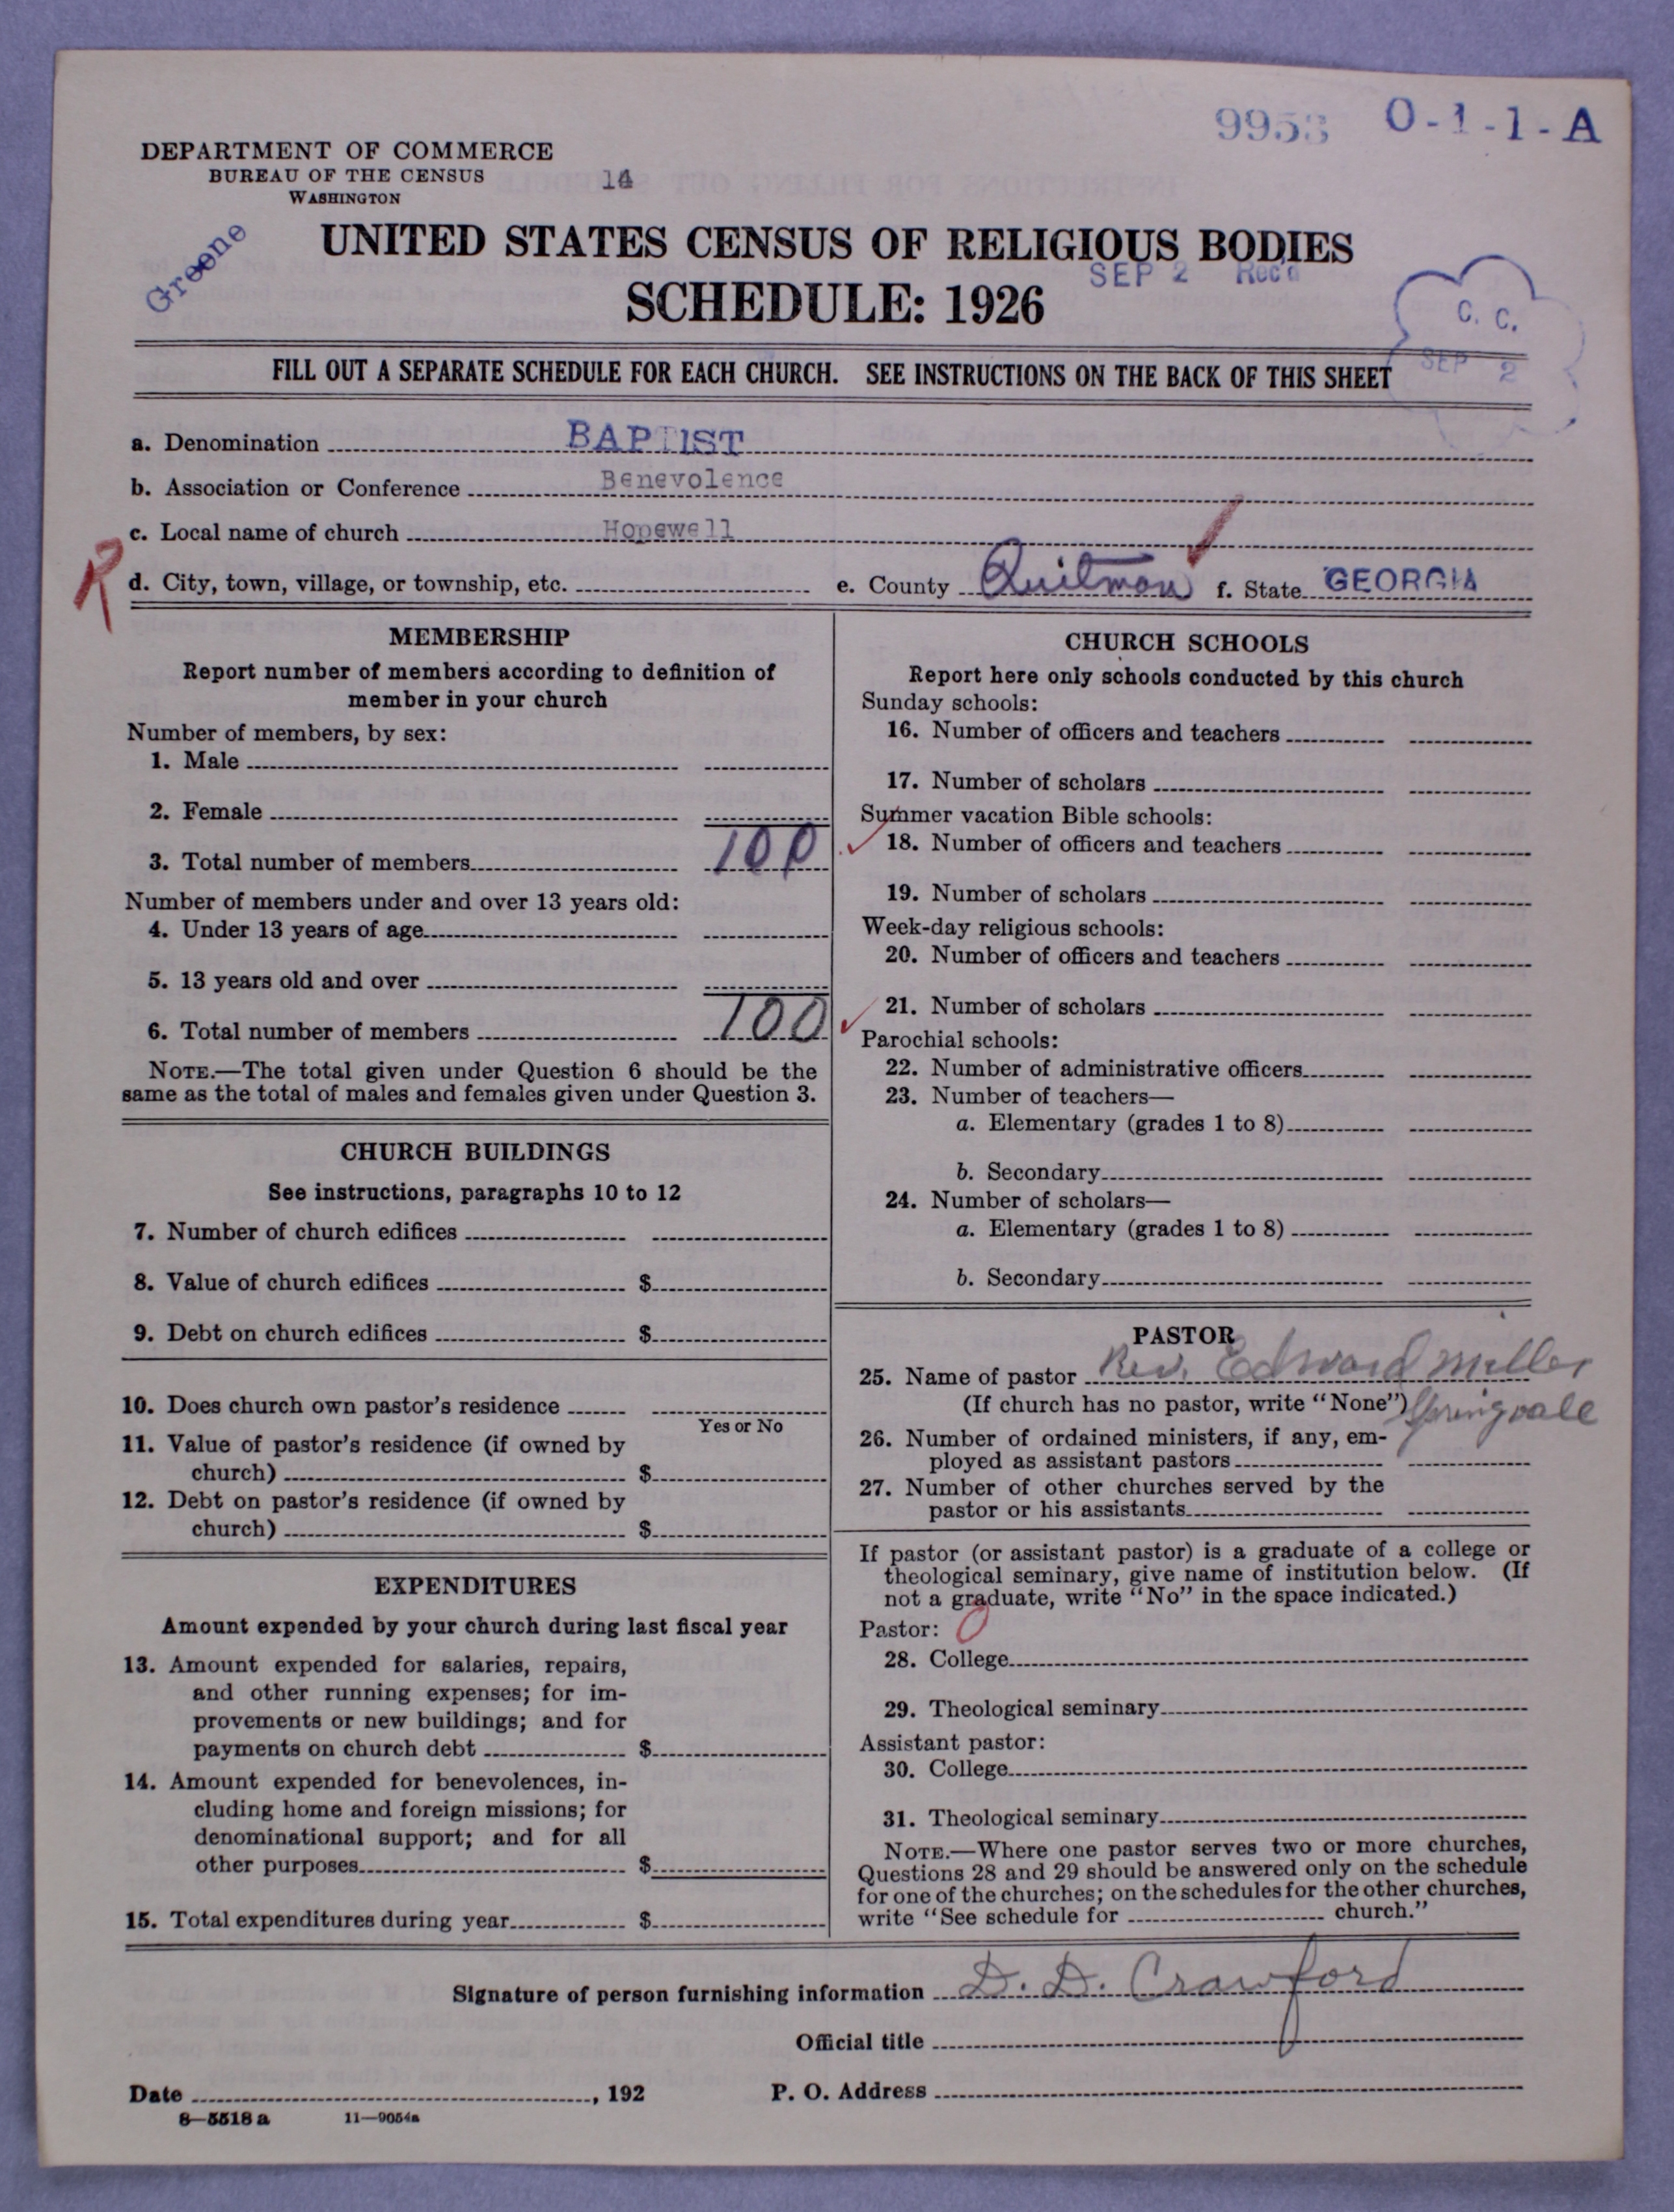 9953 O-1-1-A
DEPARTMENT OF COMMERCE
BUREAU OF THE CENSUS
WASHINGTON
14
Greene
UNITED STATES CENSUS OF RELIGIOUS BODIES
SEP 2 Rec'd
SCHEDULE: 1926
C. C.
SEP 2
FILL OUT A SEPARATE SCHEDULE FOR EACH CHURCH. SEE INSTRUCTIONS ON THE BACK OF THIS SHEET
a. Denomination BAPTIST
b. Association or Conference Benevolence
c. Local name of church Hopewell
R
d. City, town, village, or township, etc. e. County Quitman f. State GEORGIA
MEMBERSHIP
Report number of members according to definition of
member in your church
Number of members, by sex:
1. Male
2. Female
3. Total number of members 100
Number of members under and over 13 years old:
4. Under 13 years of age
5. 13 years old and over
6. Total number of members 100
NOTE.—The total given under Question 6 should be the
same as the total of males and females given under Question 3.
CHURCH BUILDINGS
See instructions, paragraphs 10 to 12
7. Number of church edifices
8. Value of church edifices $
9. Debt on church edifices $
10. Does church own pastor's residence
Yes or No
11. Value of pastor's residence (if owned by
church) $
12. Debt on pastor's residence (if owned by
church) $
EXPENDITURES
Amount expended by your church during last fiscal year
13. Amount expended for salaries, repairs,
and other running expenses; for im-
provements or new buildings; and for
payments on church debt $
14. Amount expended for benevolences, in-
cluding home and foreign missions; for
denominational support; and for all
other purposes $
15. Total expenditures during year $
CHURCH SCHOOLS
Report here only schools conducted by this church
Sunday schools:
16. Number of officers and teachers
17. Number of scholars
Summer vacation Bible schools:
18. Number of officers and teachers
19. Number of scholars
Week-day religious schools:
20. Number of officers and teachers
21. Number of scholars
Parochial schools:
22. Number of administrative officers
23. Number of teachers—
a. Elementary (grades 1 to 8)
b. Secondary
24. Number of scholars—
a. Elementary (grades 1 to 8)
b. Secondary
PASTOR
25. Name of pastor Rev. Edward Miller
(If church has no pastor, write "None") Springvale
26. Number of ordained ministers, if any, em-
ployed as assistant pastors
27. Number of other churches served by the
pastor or his assistants
If pastor (or assistant pastor) is a graduate of a college or
theological seminary, give name of institution below. (If
not a graduate, write "No" in the space indicated.)
Pastor: 0
28. College
29. Theological seminary
Assistant pastor:
30. College
31. Theological seminary
NOTE.—Where one pastor serves two or more churches,
Questions 28 and 29 should be answered only on the schedule
for one of the churches; on the schedules for the other churches,
write "See schedule for church."
Signature of person furnishing information D. D. Crawford
Official title
Date , 192 P. O. Address
8—5518 a 11—9054a